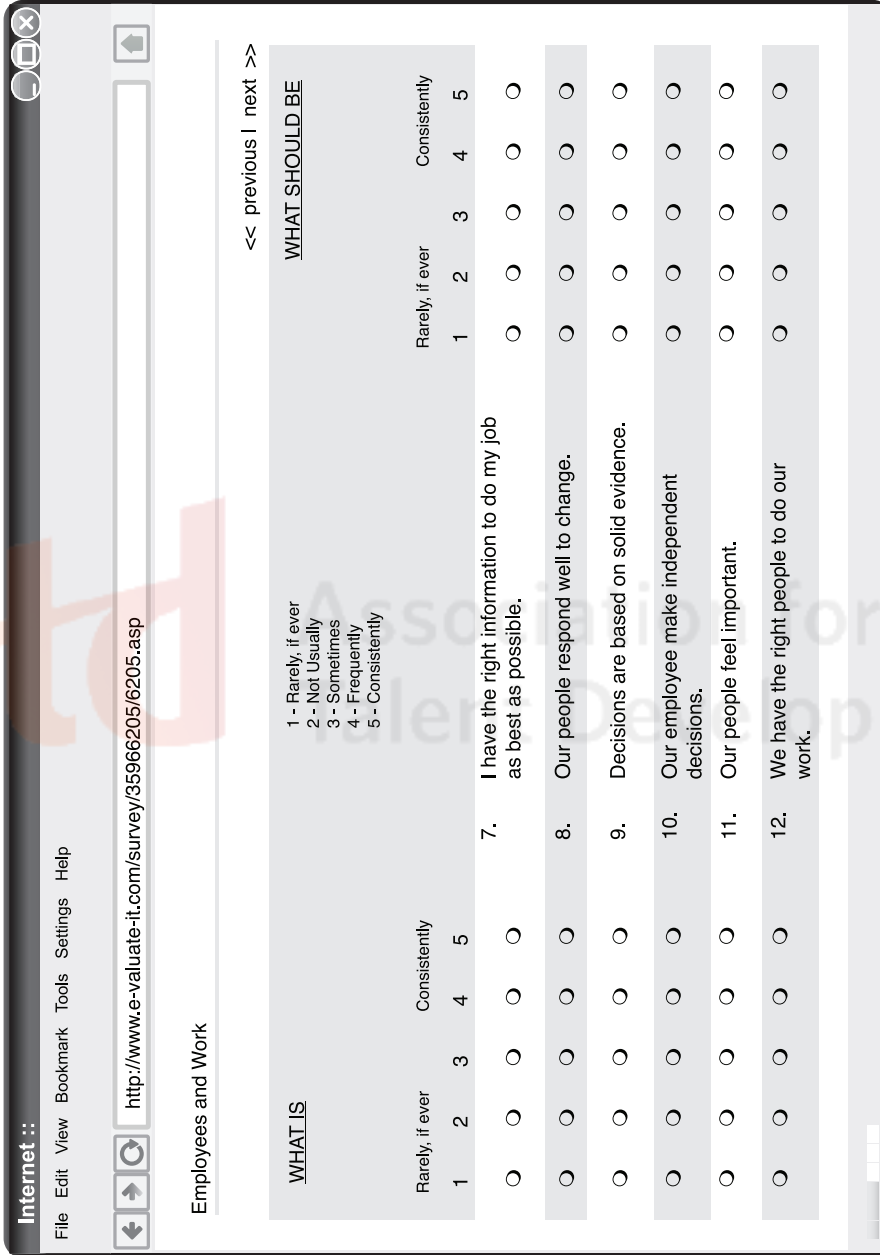 Internet ::
File Edit View Bookmark Tools Settings Help
http://www.e-valuate-it.com/survey/35966205/6205.asp
Employees and Work
<< previous | next >>
WHAT IS
1 - Rarely, if ever
2 - Not Usually
3 - Sometimes
4 - Frequently
5 - Consistently
WHAT SHOULD BE
Rarely, if ever Consistently Rarely, if ever Consistently
1 2 3 4 5 1 2 3 4 5
7. I have the right information to do my job
as best as possible.
8. Our people respond well to change.
9. Decisions are based on solid evidence.
10. Our employee make independent
decisions.
11. Our people feel important.
12. We have the right people to do our
work.
td
Association for
Talent Develop